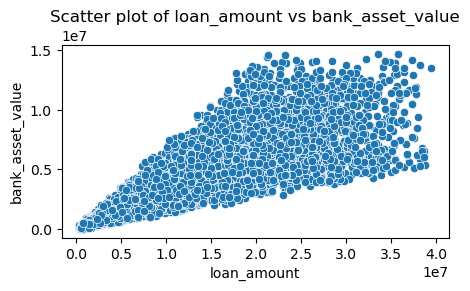 Scatter plot of loan_amount vs bank_asset_value
1e7
1.5
1.0
0.5
0.0
bank_asset_value
0.0 0.5 1.0 1.5 2.0 2.5 3.0 3.5 4.0
1e7
loan_amount